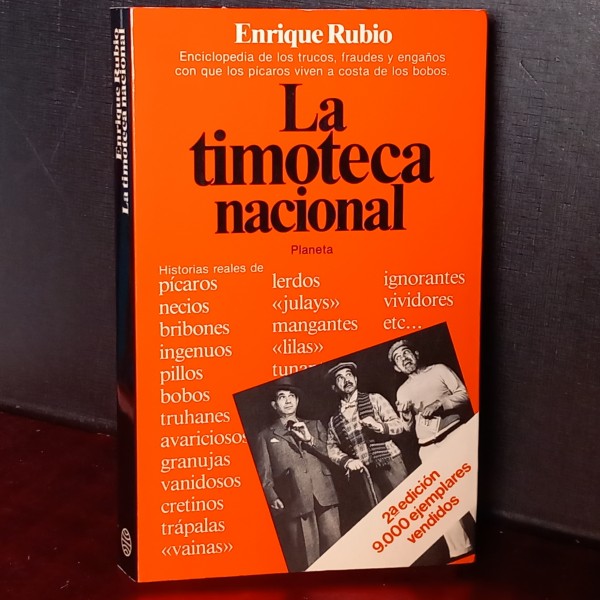 Enrique Rubio
Enciclopedia de los trucos, fraudes y engaños
con que los pícaros viven a costa de los bobos.
La
timoteca
nacional
Planeta
Historias reales de
pícaros
necios
bribones
ingenuos
pillos
bobos
truhanes
avariciosos
granujas
vanidosos
cretinos
trápalas
«vainas»
lerdos
«julays»
mangantes
«lilas»
ignorantes
vividores
etc...
2ª edición
9.000 ejemplares
vendidos
Enrique Rubio
La timoteca nacional